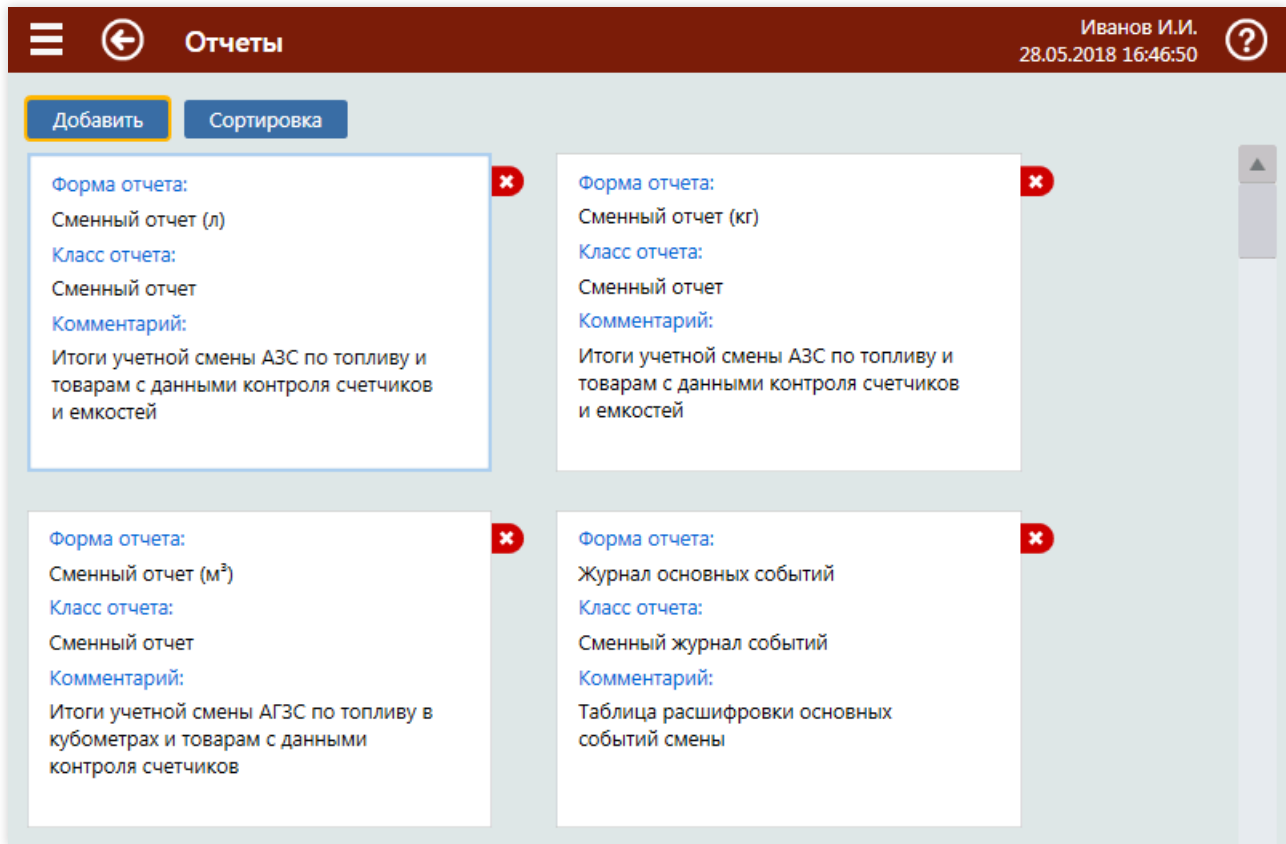 Отчеты
Иванов И.И.
28.05.2018 16:46:50
Добавить
Сортировка
Форма отчета:
Сменный отчет (л)
Класс отчета:
Сменный отчет
Комментарий:
Итоги учетной смены АЗС по топливу и
товарам с данными контроля счетчиков
и емкостей
Форма отчета:
Сменный отчет (кг)
Класс отчета:
Сменный отчет
Комментарий:
Итоги учетной смены АЗС по топливу и
товарам с данными контроля счетчиков
и емкостей
Форма отчета:
Сменный отчет (м³)
Класс отчета:
Сменный отчет
Комментарий:
Итоги учетной смены АГЗС по топливу в
кубометрах и товарам с данными
контроля счетчиков
Форма отчета:
Журнал основных событий
Класс отчета:
Сменный журнал событий
Комментарий:
Таблица расшифровки основных
событий смены